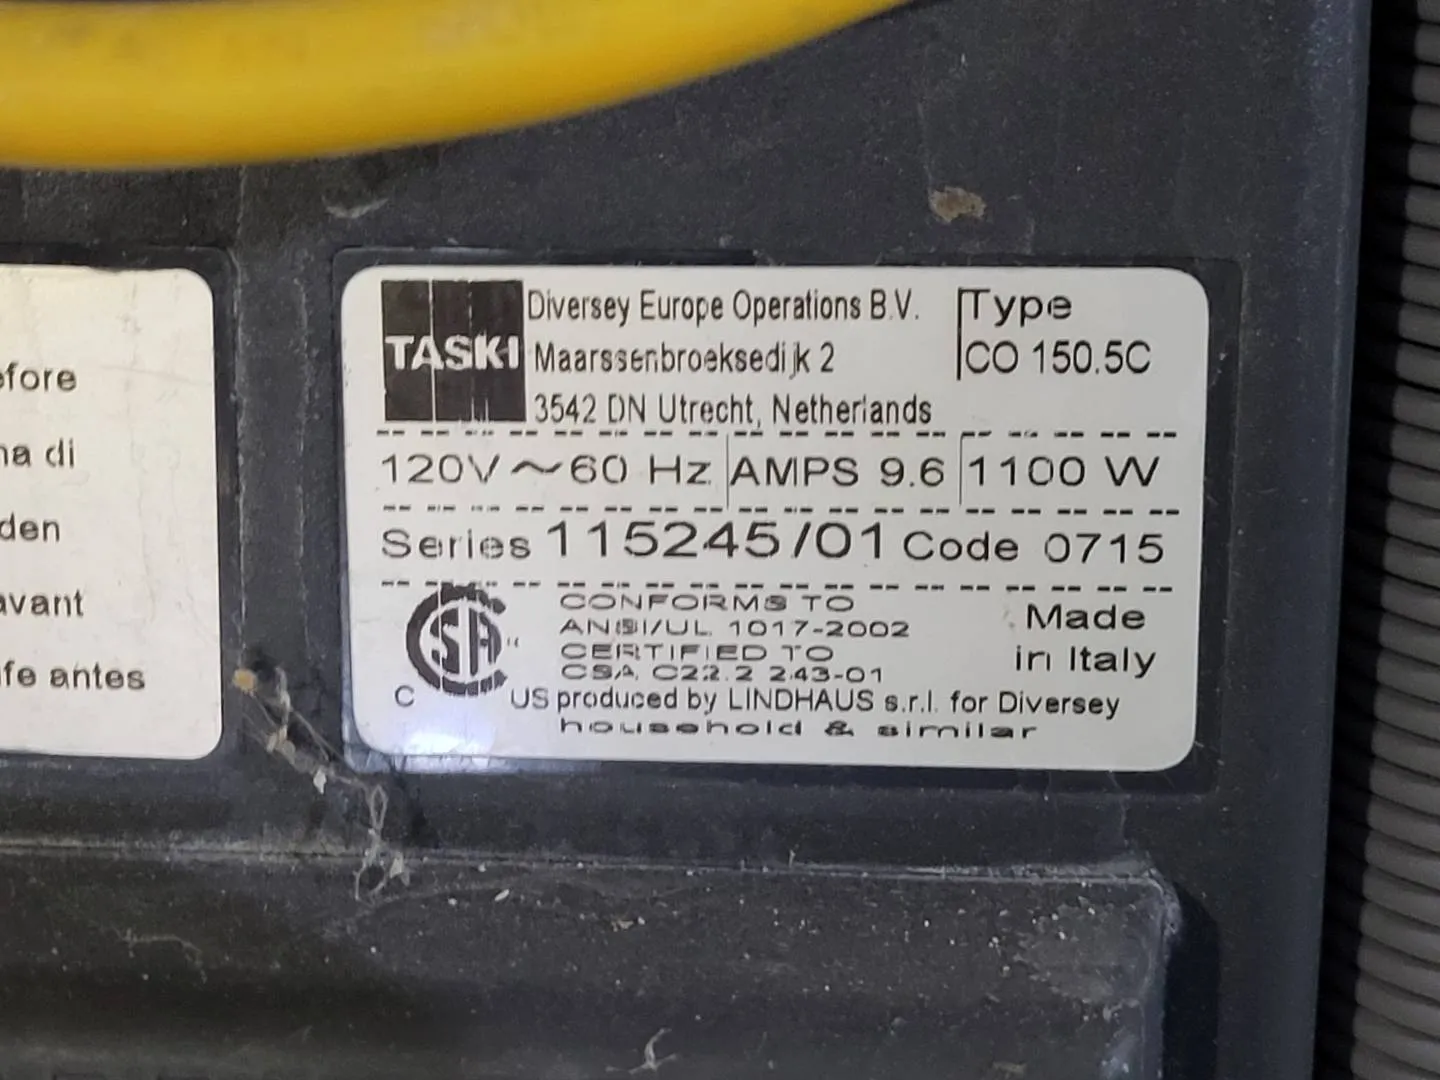 efore
na di
den
avant
fe antes
TASKI
Diversey Europe Operations B.V.
Maarssenbroeksedijk 2
3542 DN Utrecht, Netherlands
Type
CO 150.5C
120V ~ 60 Hz AMPS 9.6 1100 W
Series 115245/01 Code 0715
CONFORMS TO
ANSI/UL 1017-2002
CERTIFIED TO
CSA C22.2 243-01
Made
in Italy
C SA US produced by LINDHAUS s.r.l. for Diversey
household & similar